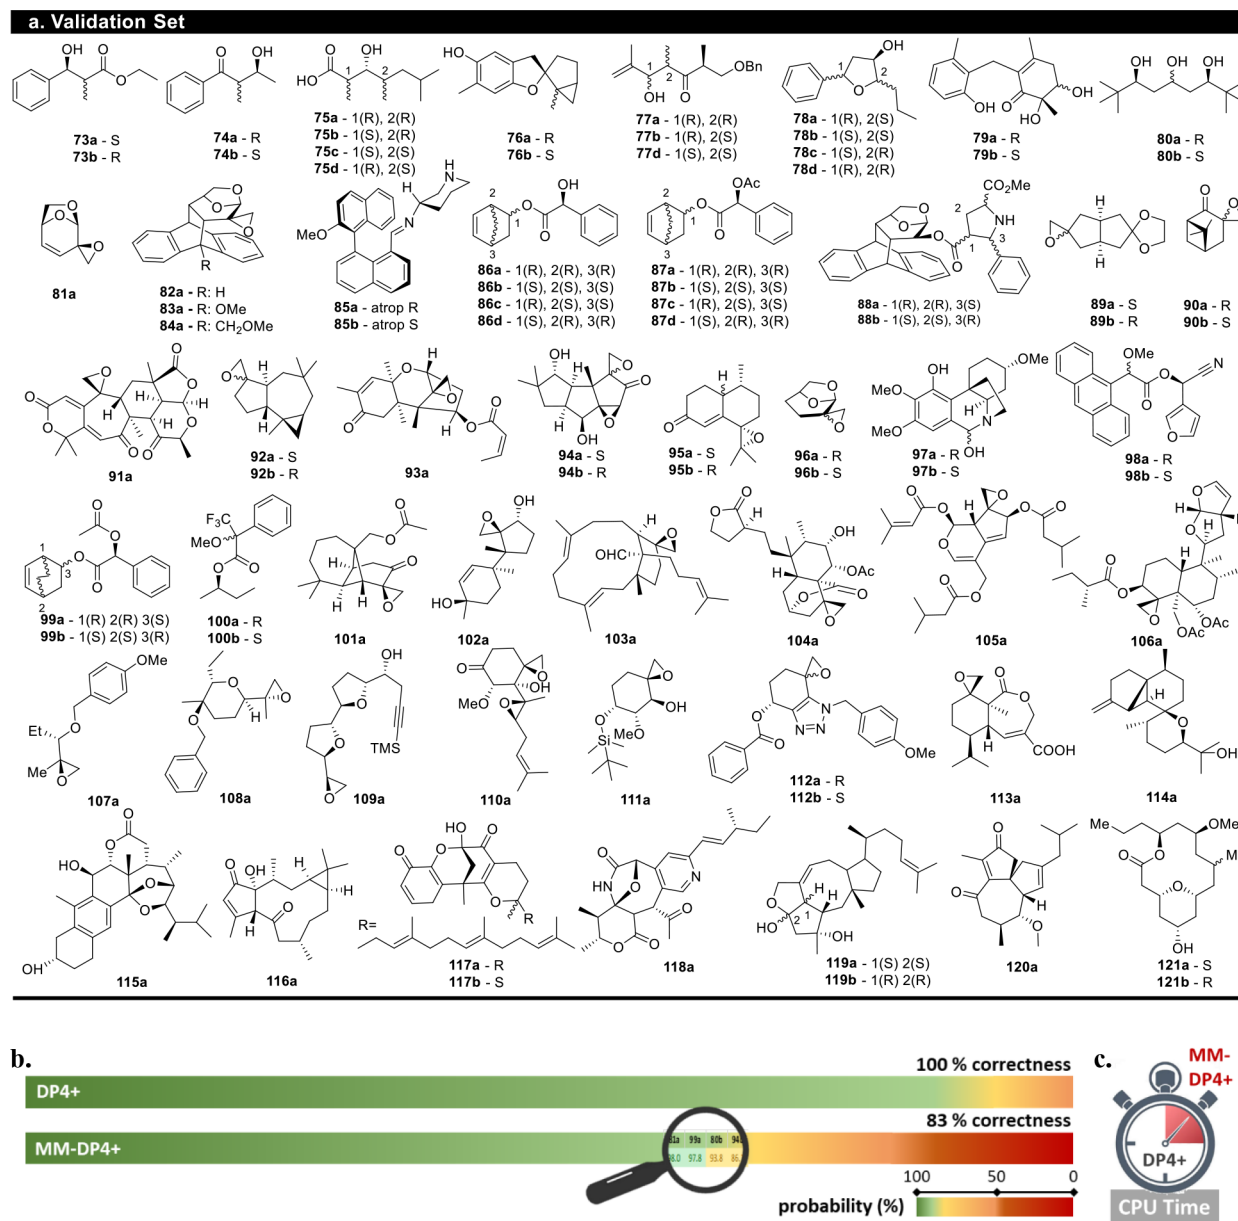 a. Validation Set
73a - S
73b - R
74a - R
74b - S
75a - 1(R), 2(R)
75b - 1(S), 2(R)
75c - 1(S), 2(S)
75d - 1(R), 2(S)
76a - R
76b - S
77a - 1(R), 2(R)
77b - 1(R), 2(S)
77d - 1(S), 2(S)
78a - 1(R), 2(S)
78b - 1(S), 2(S)
78c - 1(S), 2(R)
78d - 1(R), 2(R)
79a - R
79b - S
80a - R
80b - S
81a
82a - R: H
83a - R: OMe
84a - R: CH2OMe
85a - atrop R
85b - atrop S
86a - 1(R), 2(R), 3(R)
86b - 1(S), 2(S), 3(S)
86c - 1(R), 2(S), 3(S)
86d - 1(S), 2(R), 3(R)
87a - 1(R), 2(R), 3(R)
87b - 1(S), 2(S), 3(S)
87c - 1(R), 2(S), 3(S)
87d - 1(S), 2(R), 3(R)
88a - 1(R), 2(R), 3(S)
88b - 1(S), 2(S), 3(R)
89a - S
89b - R
90a - R
90b - S
91a
92a - S
92b - R
93a
94a - S
94b - R
95a - S
95b - R
96a - R
96b - S
97a - R
97b - S
98a - R
98b - S
99a - 1(R) 2(R) 3(S)
99b - 1(S) 2(S) 3(R)
100a - R
100b - S
101a
102a
103a
104a
105a
106a
107a
108a
109a
110a
111a
112a - R
112b - S
113a
114a
115a
116a
R=
117a - R
117b - S
118a
119a - 1(S) 2(S)
119b - 1(R) 2(R)
120a
121a - S
121b - R
b.
100 % correctness
DP4+
83 % correctness
MM-DP4+
99a 80b
97.8 93.8
100 50 0
probability (%)
c.
MM-
DP4+
DP4+
CPU Time